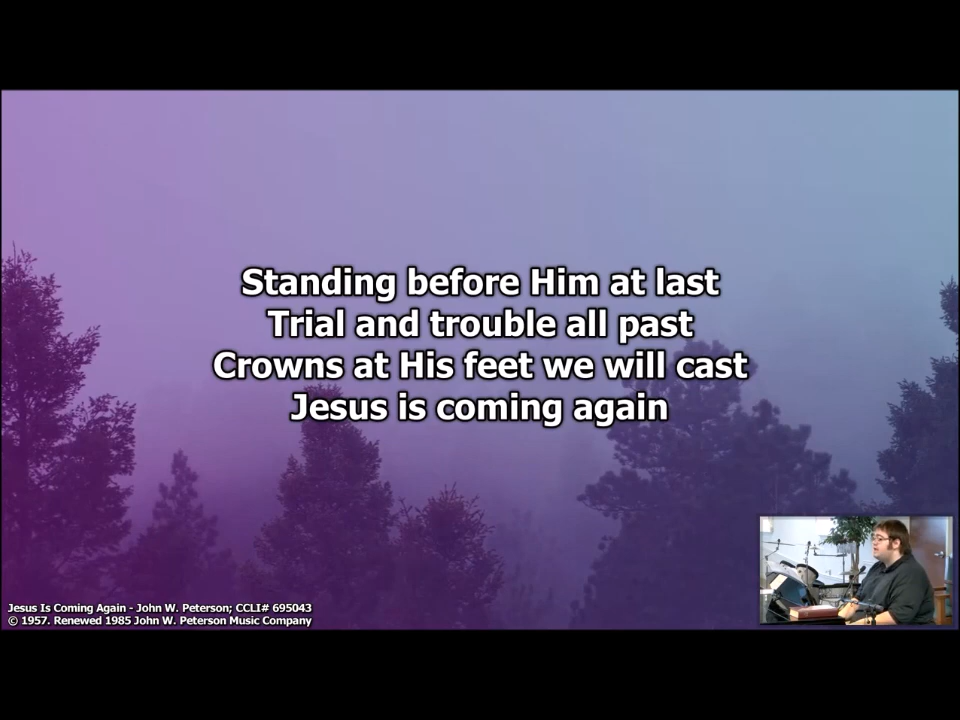 Standing before Him at last
Trial and trouble all past
Crowns at His feet we will cast
Jesus is coming again
Jesus Is Coming Again - John W. Peterson; CCLI# 695043
© 1957. Renewed 1985 John W. Peterson Music Company